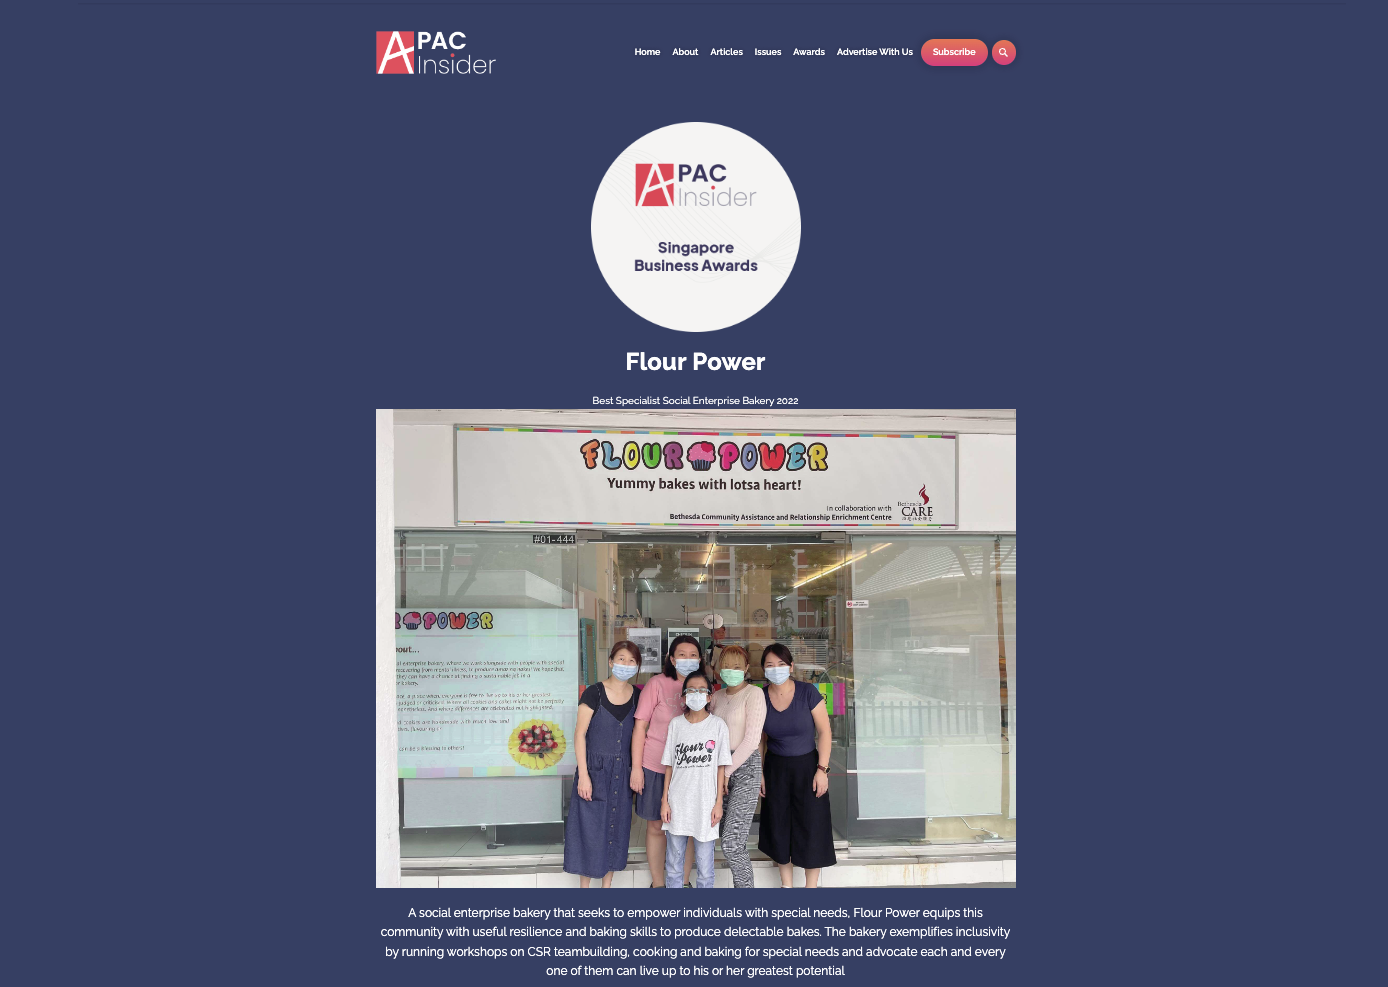 APAC
Insider
Home About Articles Issues Awards Advertise With Us Subscribe
APAC
Insider
Singapore
Business Awards
Flour Power
Best Specialist Social Enterprise Bakery 2022
FLOUR POWER
Yummy bakes with lotsa heart!
In collaboration with
Bethesda Community Assistance and Relationship Enrichment Centre
Bethesda
CARE
#01-444
R POWER
out...
Flour
Power
A social enterprise bakery that seeks to empower individuals with special needs, Flour Power equips this
community with useful resilience and baking skills to produce delectable bakes. The bakery exemplifies inclusivity
by running workshops on CSR teambuilding, cooking and baking for special needs and advocate each and every
one of them can live up to his or her greatest potential